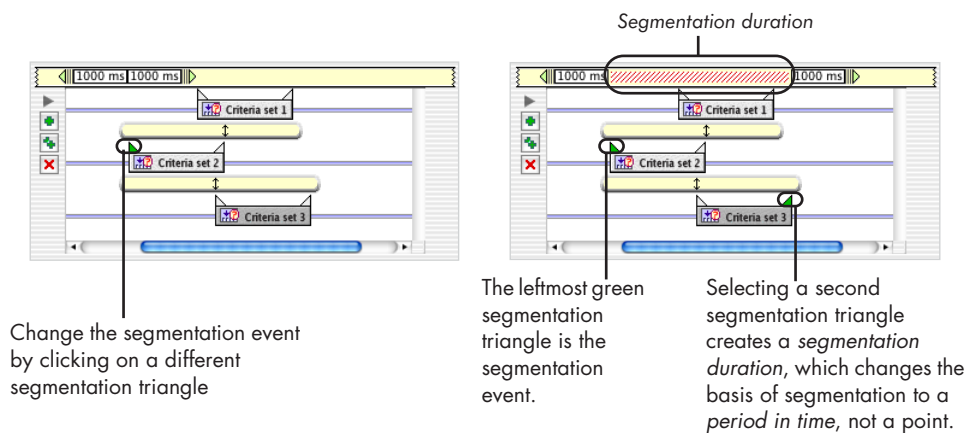 Segmentation duration
1000 ms 1000 ms
Criteria set 1
Criteria set 2
Criteria set 3
1000 ms 1000 ms
Criteria set 1
Criteria set 2
Criteria set 3
Change the segmentation event
by clicking on a different
segmentation triangle
The leftmost green
segmentation
triangle is the
segmentation
event.
Selecting a second
segmentation triangle
creates a segmentation
duration, which changes the
basis of segmentation to a
period in time, not a point.